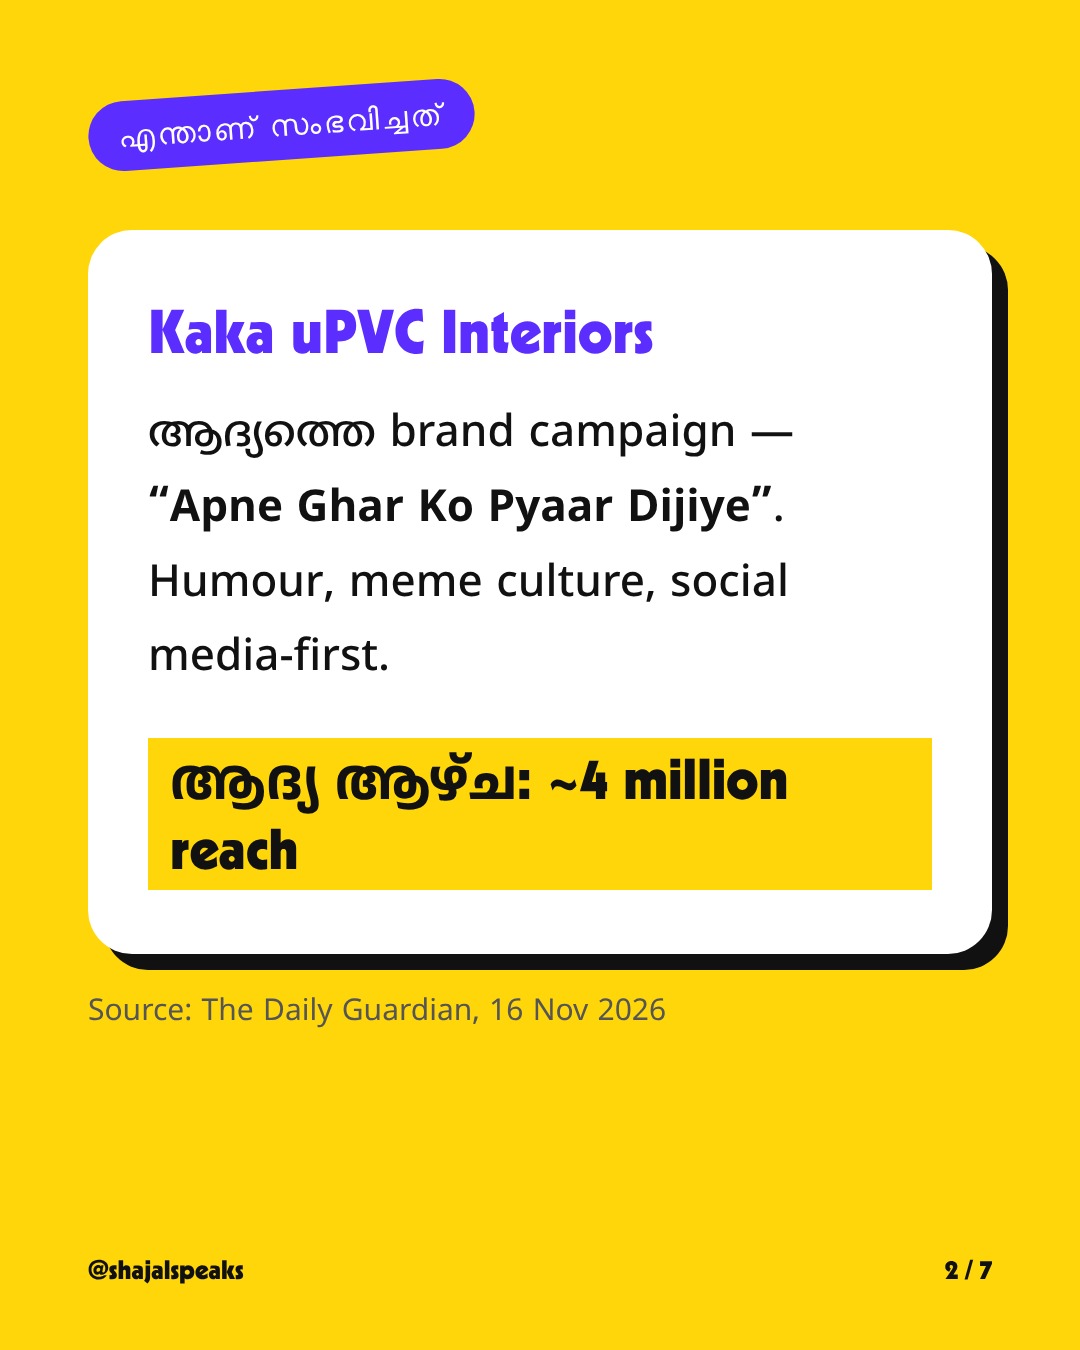 എന്താണ് സംഭവിച്ചത്
Kaka uPVC Interiors
ആദ്യത്തെ brand campaign —
“Apne Ghar Ko Pyaar Dijiye”.
Humour, meme culture, social
media-first.
ആദ്യ ആഴ്ച: ~4 million
reach
Source: The Daily Guardian, 16 Nov 2026
@shajalspeaks
2 / 7